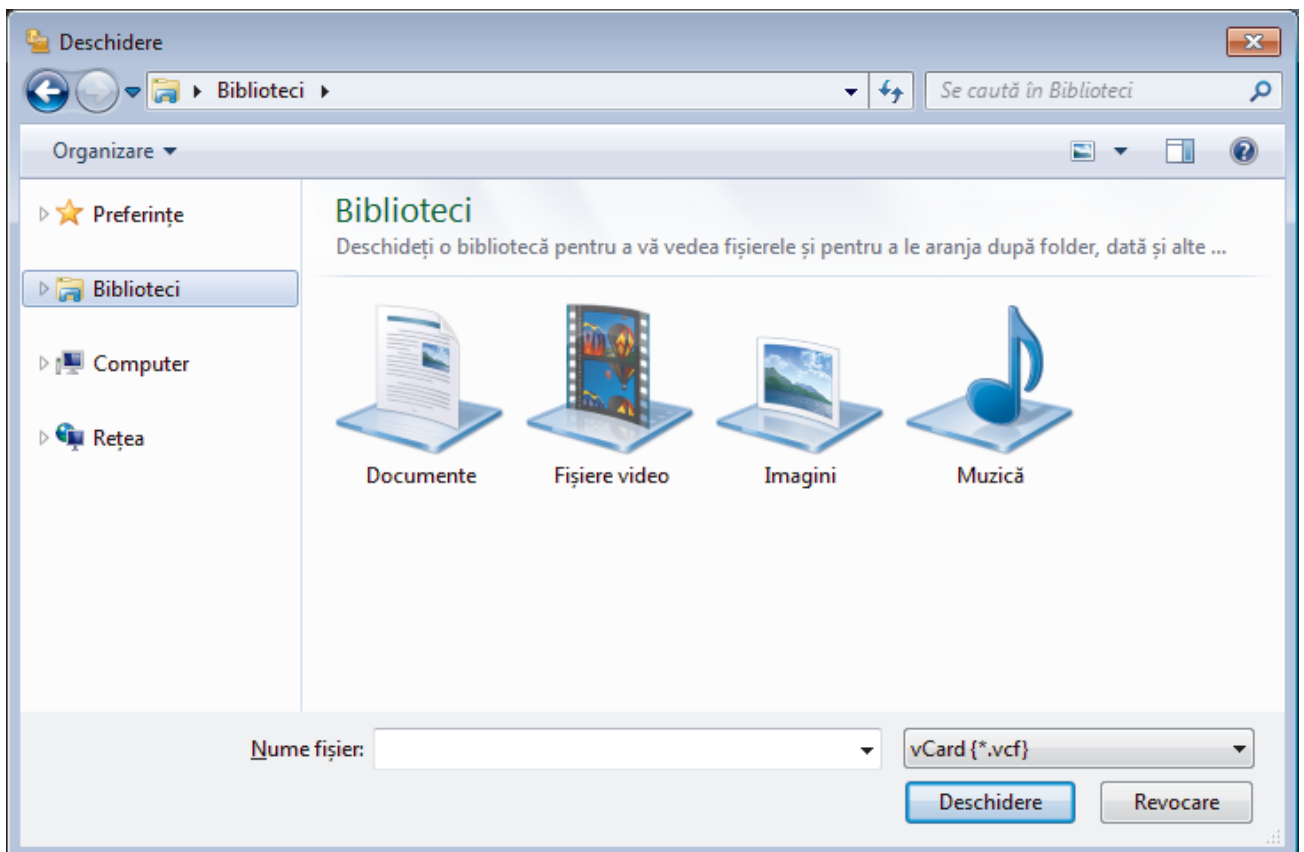 Deschidere
Biblioteci
Se caută în Biblioteci
Organizare
Preferințe
Biblioteci
Computer
Rețea
Biblioteci
Deschideți o bibliotecă pentru a vă vedea fișierele și pentru a le aranja după folder, dată și alte ...
Documente
Fișiere video
Imagini
Muzică
Nume fișier:
vCard {*.vcf}
Deschidere
Revocare